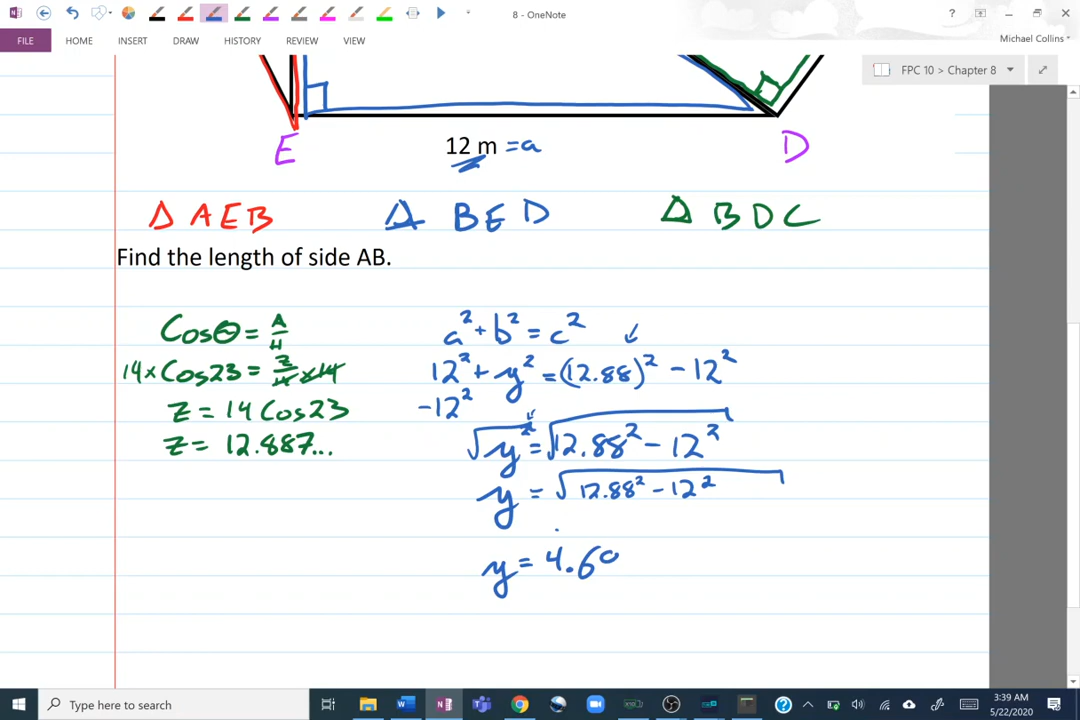 8 - OneNote
FILE HOME INSERT DRAW HISTORY REVIEW VIEW
Michael Collins
FPC 10 > Chapter 8
E
12 m = a
D
Δ AEB
Δ BED
Δ BDC
Find the length of side AB.
Cosθ = A/H
14 × Cos23 = z/14 × 14
z = 14 Cos23
z = 12.887...
a² + b² = c²
12² + y² = (12.88)² - 12²
-12²
√y² = √12.88² - 12²
y = √12.88² - 12²
y = 4.68
Type here to search
3:39 AM
5/22/2020